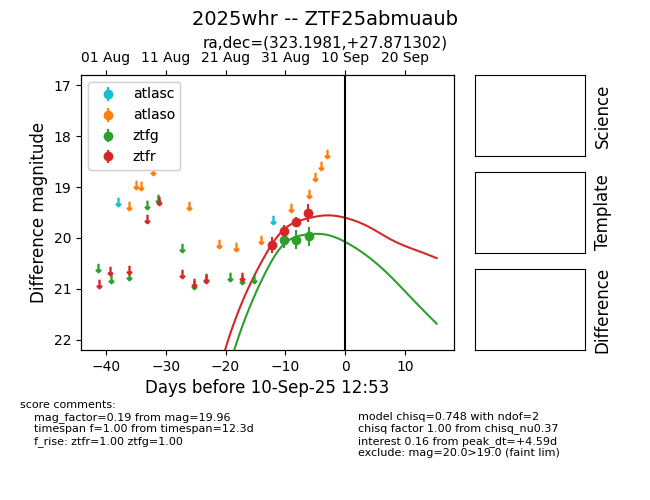 2025whr -- ZTF25abmuaub
ra,dec=(323.1981,+27.871302)
01 Aug 11 Aug 21 Aug 31 Aug 10 Sep 20 Sep
17
18
19
20
21
22
Difference magnitude
atlasc
atlaso
ztfg
ztfr
−40 −30 −20 −10 0 10
Days before 10-Sep-25 12:53
Science
Template
Difference
score comments:
mag_factor=0.19 from mag=19.96
timespan f=1.00 from timespan=12.3d
f_rise: ztfr=1.00 ztfg=1.00
model chisq=0.748 with ndof=2
chisq factor 1.00 from chisq_nu0.37
interest 0.16 from peak_dt=+4.59d
exclude: mag=20.0>19.0 (faint lim)